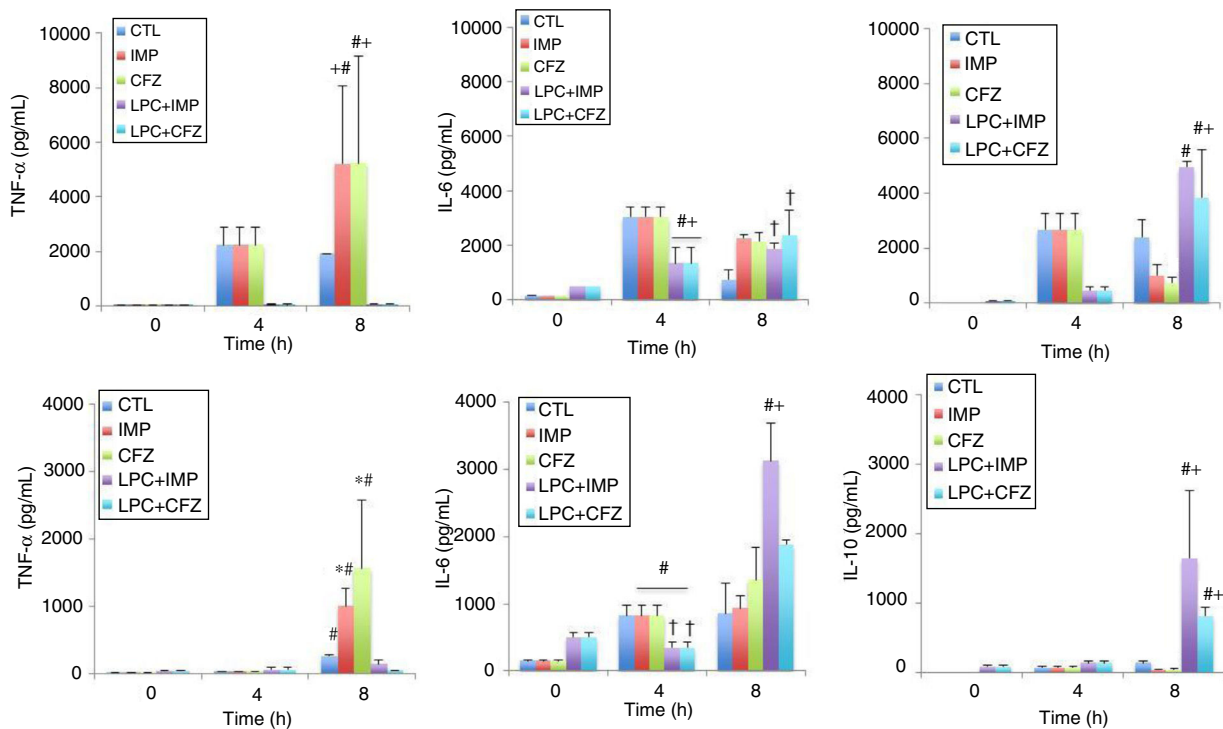 10000
8000
6000
4000
2000
0
TNF-α (pg/mL)
CTL
IMP
CFZ
LPC+IMP
LPC+CFZ
+#
#+
0 4 8
Time (h)
10000
8000
6000
4000
2000
0
IL-6 (pg/mL)
CTL
IMP
CFZ
LPC+IMP
LPC+CFZ
#+
†
†
0 4 8
Time (h)
10000
8000
6000
4000
2000
0
CTL
IMP
CFZ
LPC+IMP
LPC+CFZ
#
#+
0 4 8
Time (h)
4000
3000
2000
1000
0
TNF-α (pg/mL)
CTL
IMP
CFZ
LPC+IMP
LPC+CFZ
#
*#
*#
0 4 8
Time (h)
4000
3000
2000
1000
0
IL-6 (pg/mL)
CTL
IMP
CFZ
LPC+IMP
LPC+CFZ
#
† †
#+
0 4 8
Time (h)
4000
3000
2000
1000
0
IL-10 (pg/mL)
CTL
IMP
CFZ
LPC+IMP
LPC+CFZ
#+
#+
0 4 8
Time (h)